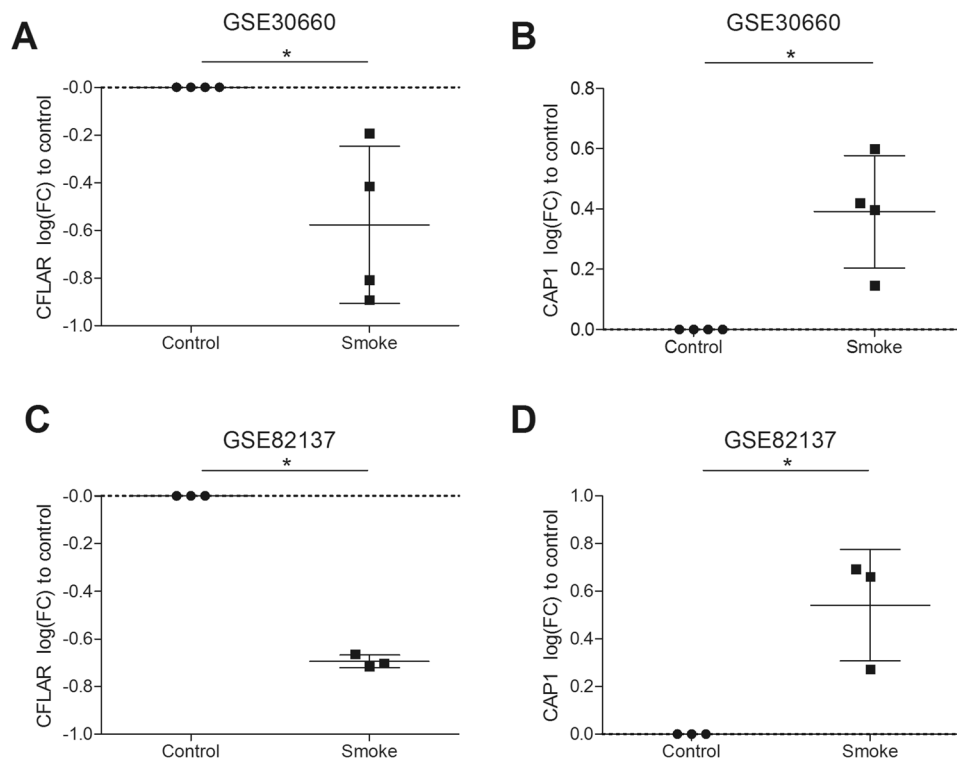 A
GSE30660
*
CFLAR log(FC) to control
-0.0
-0.2
-0.4
-0.6
-0.8
-1.0
Control
Smoke
B
GSE30660
*
CAP1 log(FC) to control
0.8
0.6
0.4
0.2
0.0
Control
Smoke
C
GSE82137
*
CFLAR log(FC) to control
-0.0
-0.2
-0.4
-0.6
-0.8
-1.0
Control
Smoke
D
GSE82137
*
CAP1 log(FC) to control
1.0
0.8
0.6
0.4
0.2
0.0
Control
Smoke